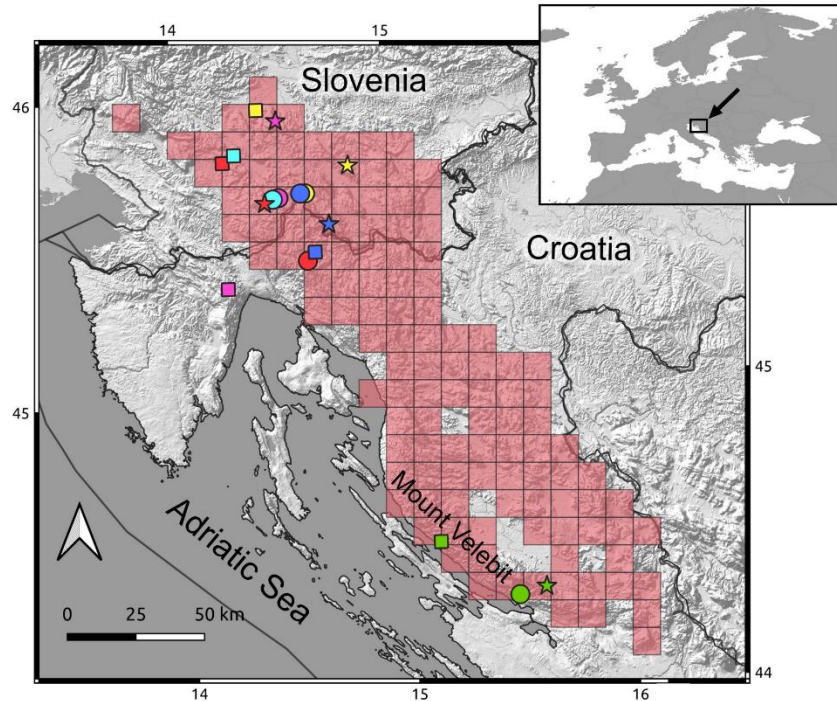 14 15
Slovenia
46
Croatia
45
45
Mount Velebit
Adriatic Sea
0 25 50 km
44
14 15 16